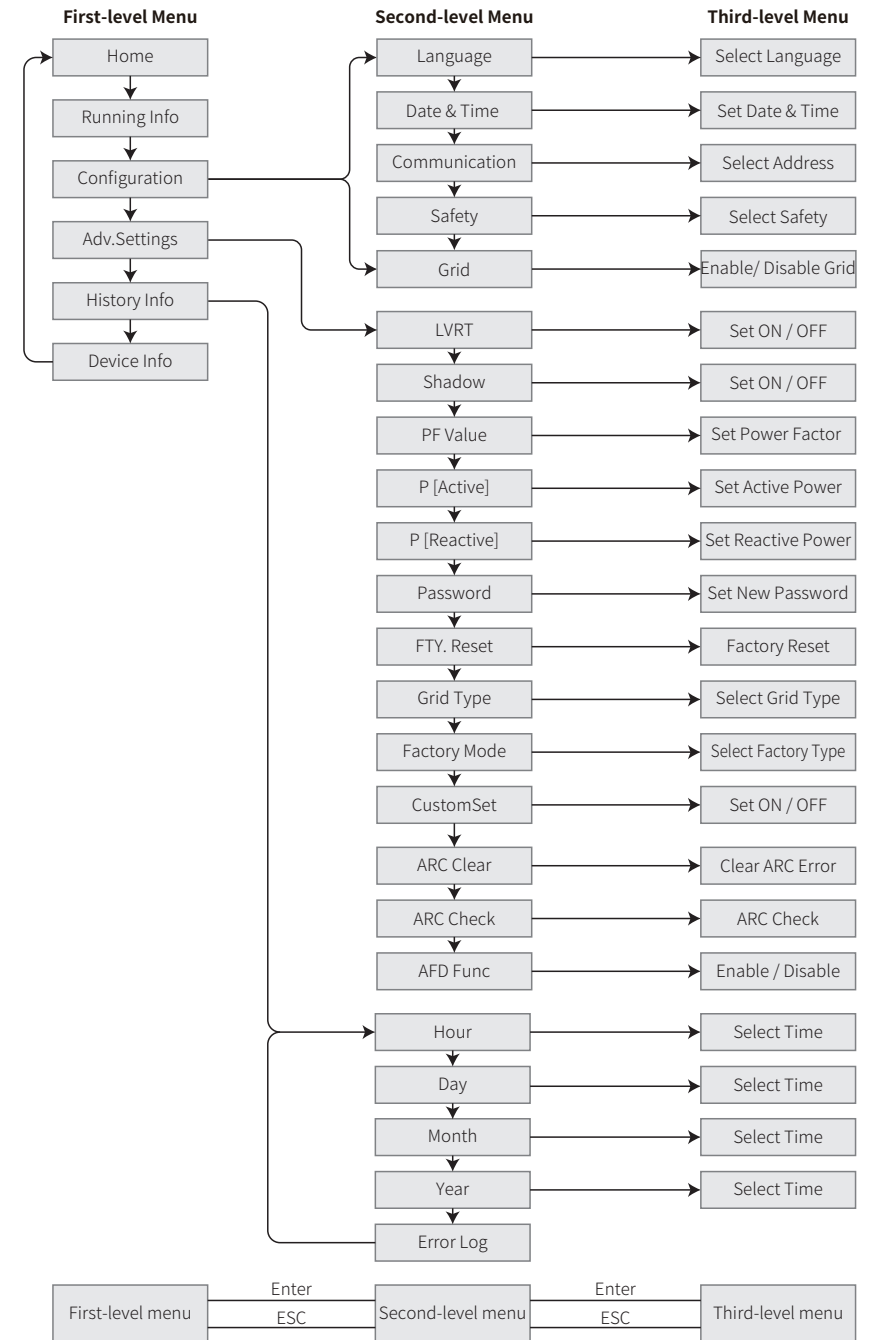 First-level Menu Second-level Menu Third-level Menu
Home Language Select Language
Date & Time Set Date & Time
Running Info
Communication Select Address
Configuration
Safety Select Safety
Adv.Settings
Grid Enable/ Disable Grid
History Info
LVRT Set ON / OFF
Device Info
Shadow Set ON / OFF
PF Value Set Power Factor
P [Active] Set Active Power
P [Reactive] Set Reactive Power
Password Set New Password
FTY. Reset Factory Reset
Grid Type Select Grid Type
Factory Mode Select Factory Type
CustomSet Set ON / OFF
ARC Clear Clear ARC Error
ARC Check ARC Check
AFD Func Enable / Disable
Hour Select Time
Day Select Time
Month Select Time
Year Select Time
Error Log
Enter Enter
First-level menu Second-level menu Third-level menu
ESC ESC